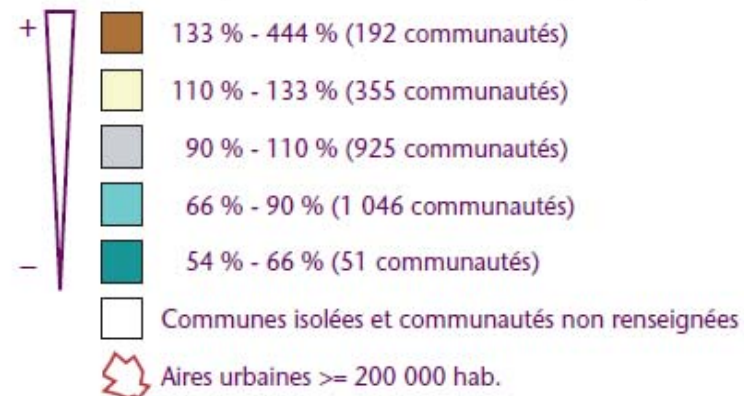 + 133 % - 444 % (192 communautés)
110 % - 133 % (355 communautés)
90 % - 110 % (925 communautés)
66 % - 90 % (1 046 communautés)
– 54 % - 66 % (51 communautés)
Communes isolées et communautés non renseignées
Aires urbaines >= 200 000 hab.